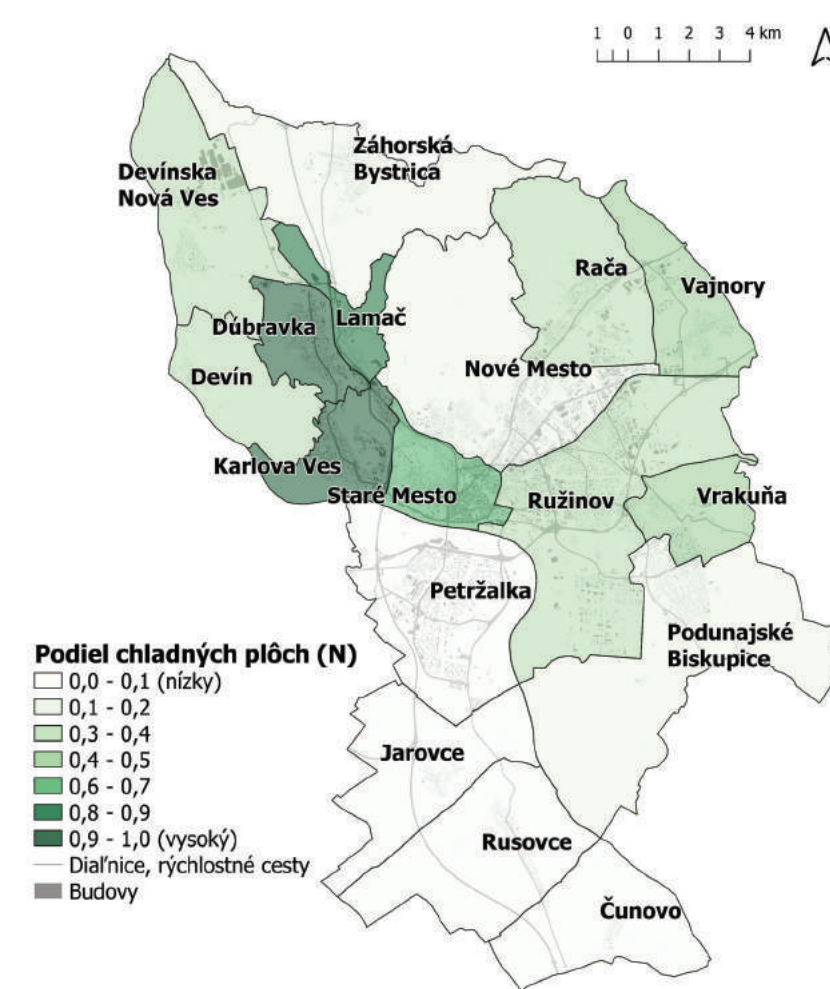 1 0 1 2 3 4 km
Záhorská
Bystrica
Devínska
Nová Ves
Rača
Vajnory
Dúbravka
Lamač
Nové Mesto
Devín
Karlova Ves
Staré Mesto
Ružinov
Vrakuňa
Petržalka
Podunajské
Biskupice
Podiel chladných plôch (N)
0,0 - 0,1 (nízky)
0,1 - 0,2
0,3 - 0,4
0,4 - 0,5
0,6 - 0,7
0,8 - 0,9
0,9 - 1,0 (vysoký)
Diaľnice, rýchlostné cesty
Budovy
Jarovce
Rusovce
Čunovo